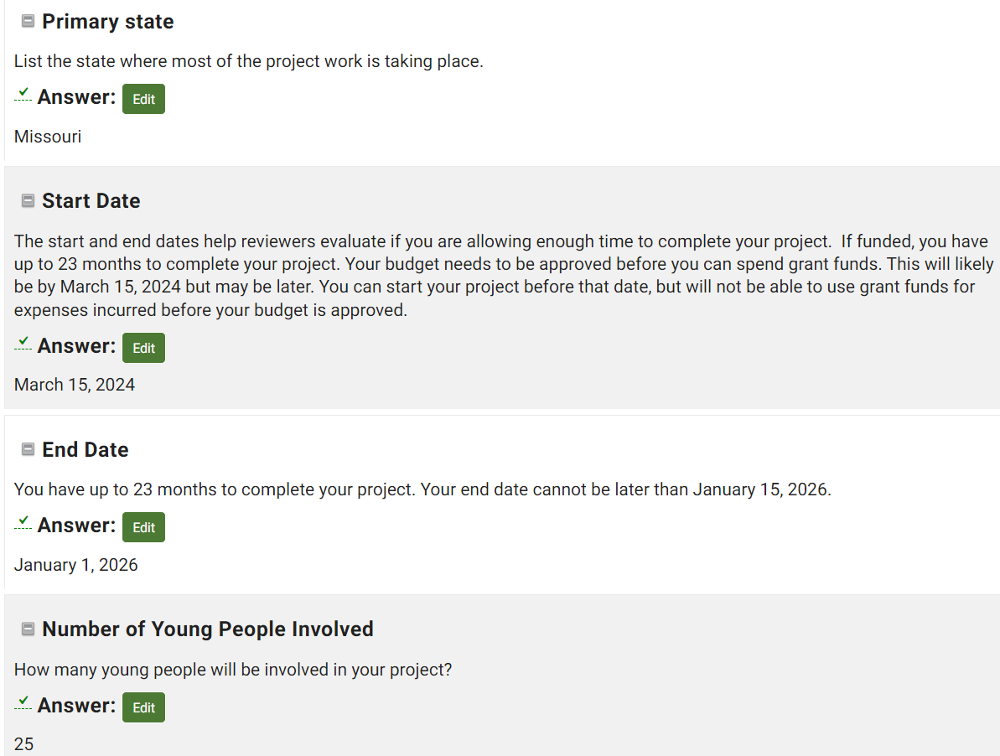 Primary state
List the state where most of the project work is taking place.
Answer: Edit
Missouri
Start Date
The start and end dates help reviewers evaluate if you are allowing enough time to complete your project.  If funded, you have
up to 23 months to complete your project. Your budget needs to be approved before you can spend grant funds. This will likely
be by March 15, 2024 but may be later. You can start your project before that date, but will not be able to use grant funds for
expenses incurred before your budget is approved.
Answer: Edit
March 15, 2024
End Date
You have up to 23 months to complete your project. Your end date cannot be later than January 15, 2026.
Answer: Edit
January 1, 2026
Number of Young People Involved
How many young people will be involved in your project?
Answer: Edit
25